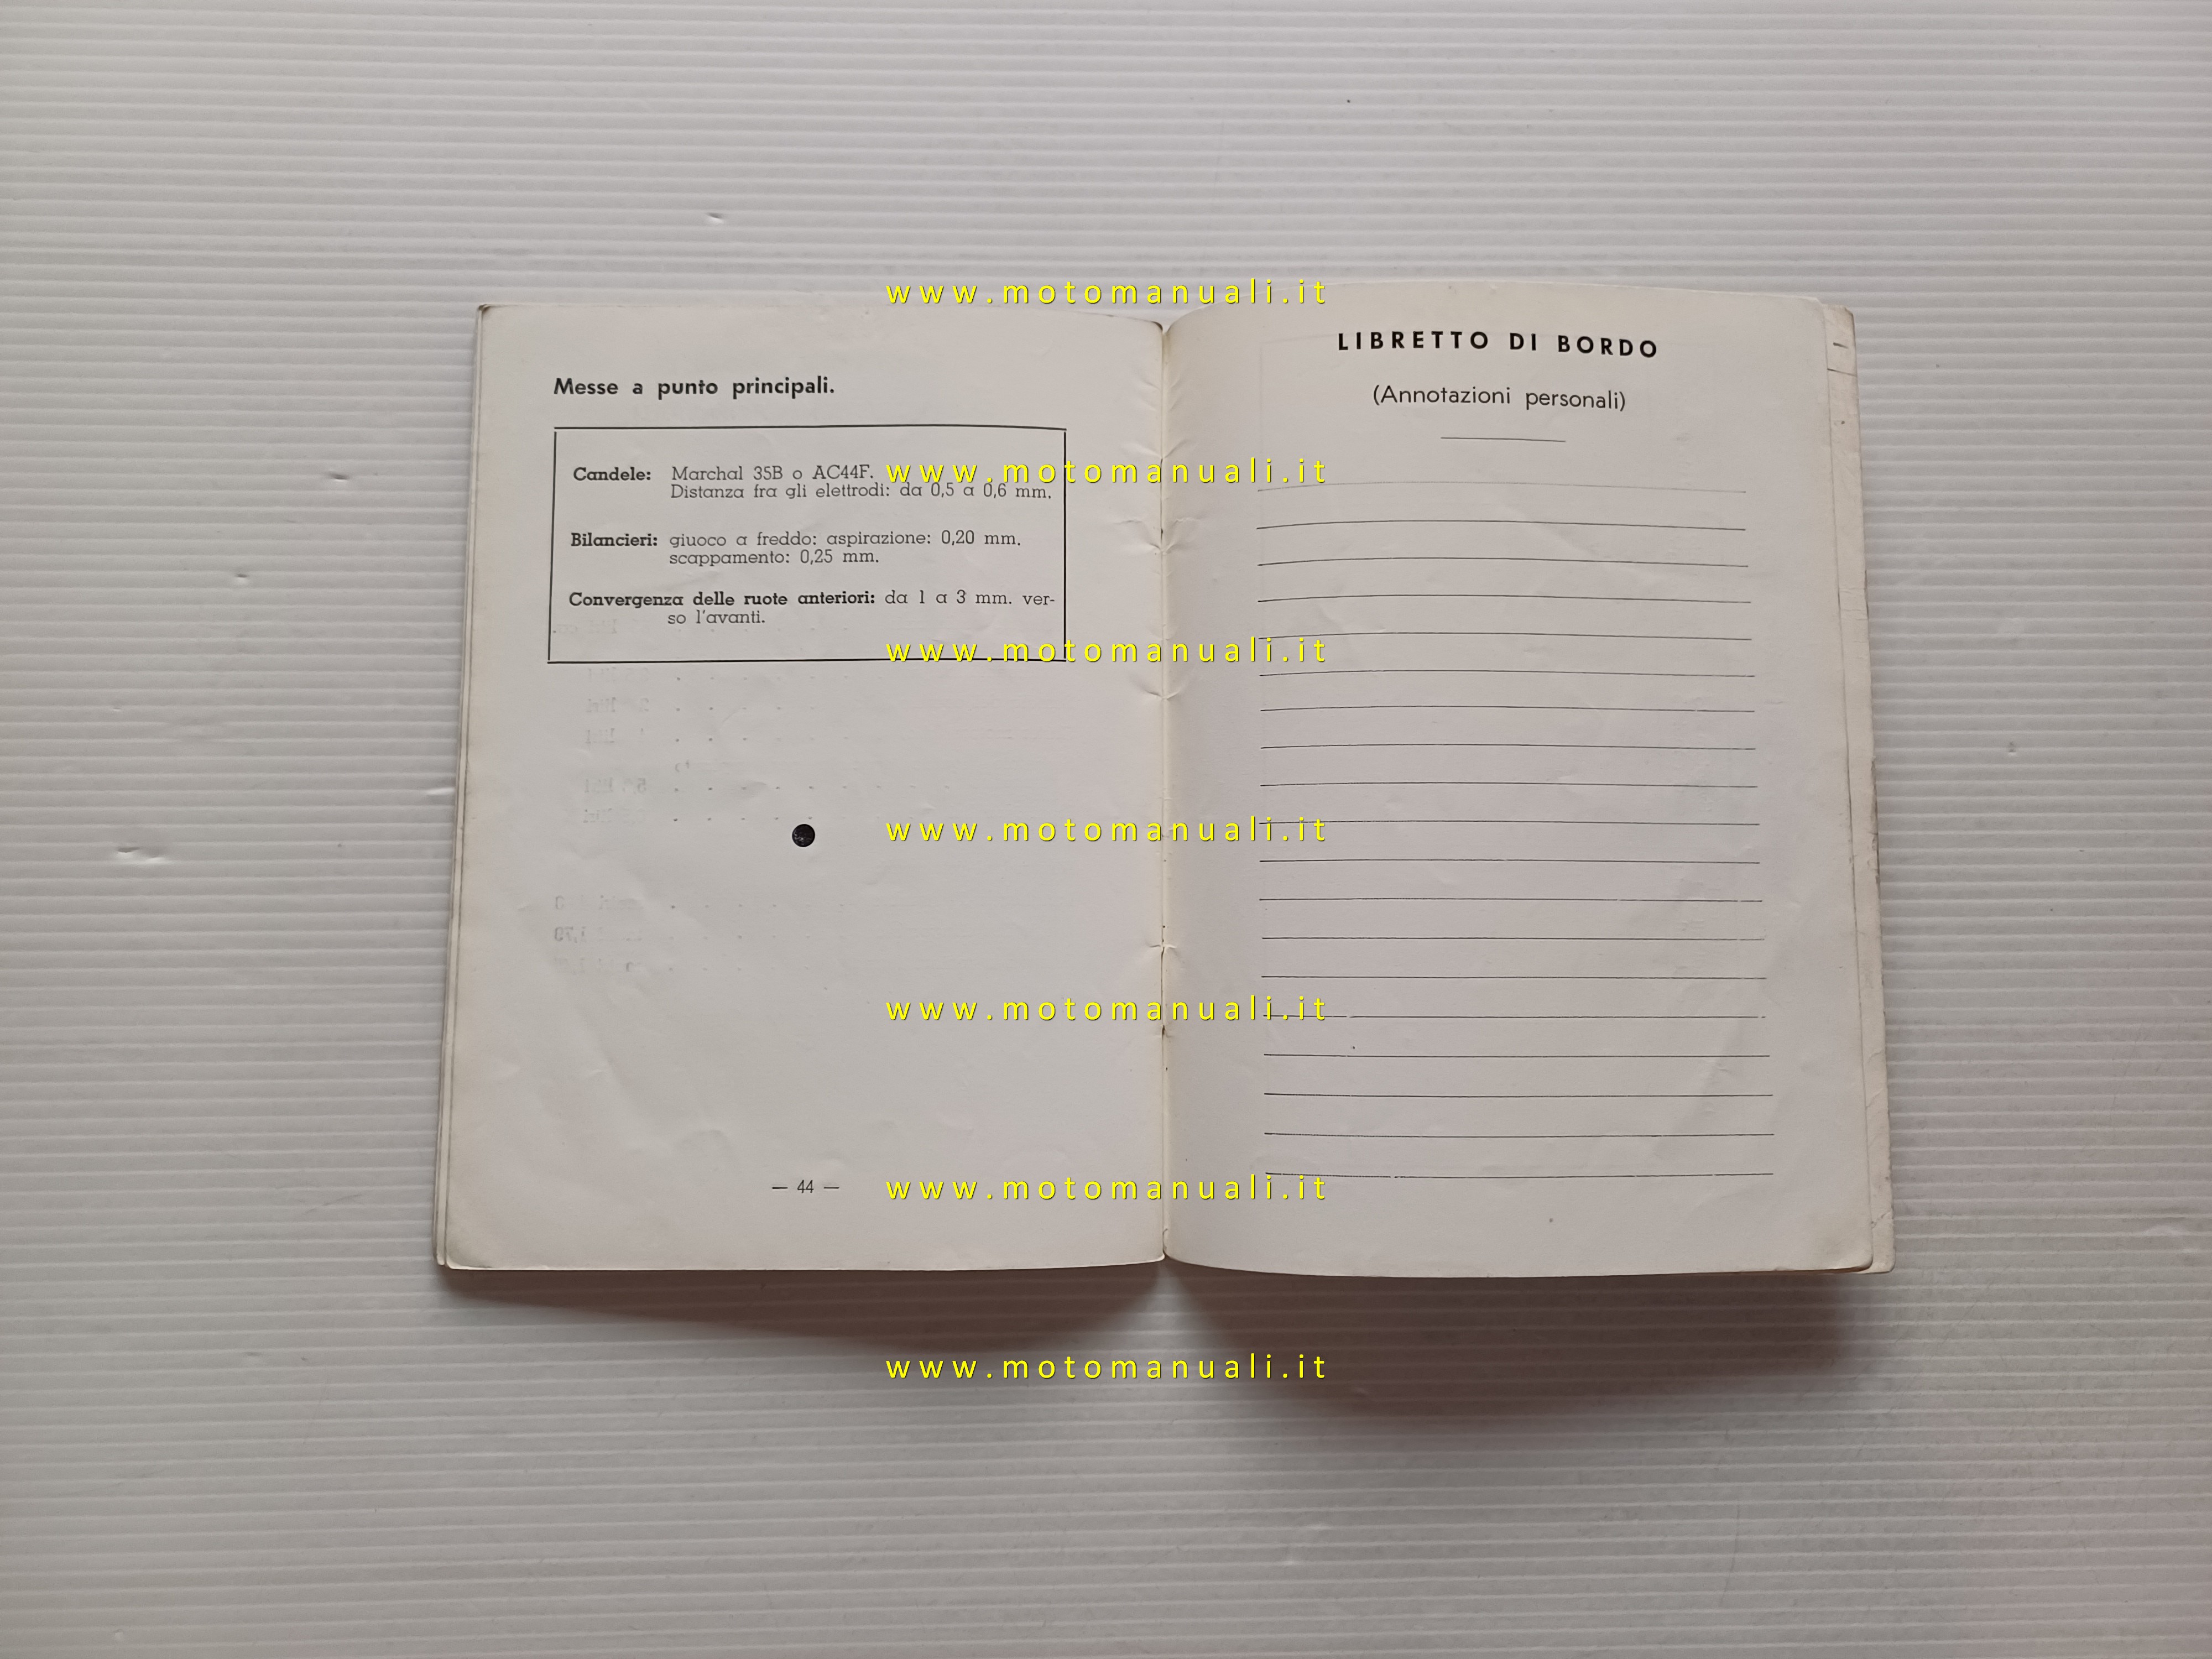 www.motomanuali.it
Messe a punto principali.
Candele: Marchal 35B o AC44F.
Distanza fra gli elettrodi: da 0,5 a 0,6 mm.
Bilancieri: giuoco a freddo: aspirazione: 0,20 mm.
scappamento: 0,25 mm.
Convergenza delle ruote anteriori: da 1 a 3 mm. ver-
so l'avanti.
— 44 —
LIBRETTO DI BORDO
(Annotazioni personali)
www.motomanuali.it
www.motomanuali.it
www.motomanuali.it
www.motomanuali.it
www.motomanuali.it
www.motomanuali.it